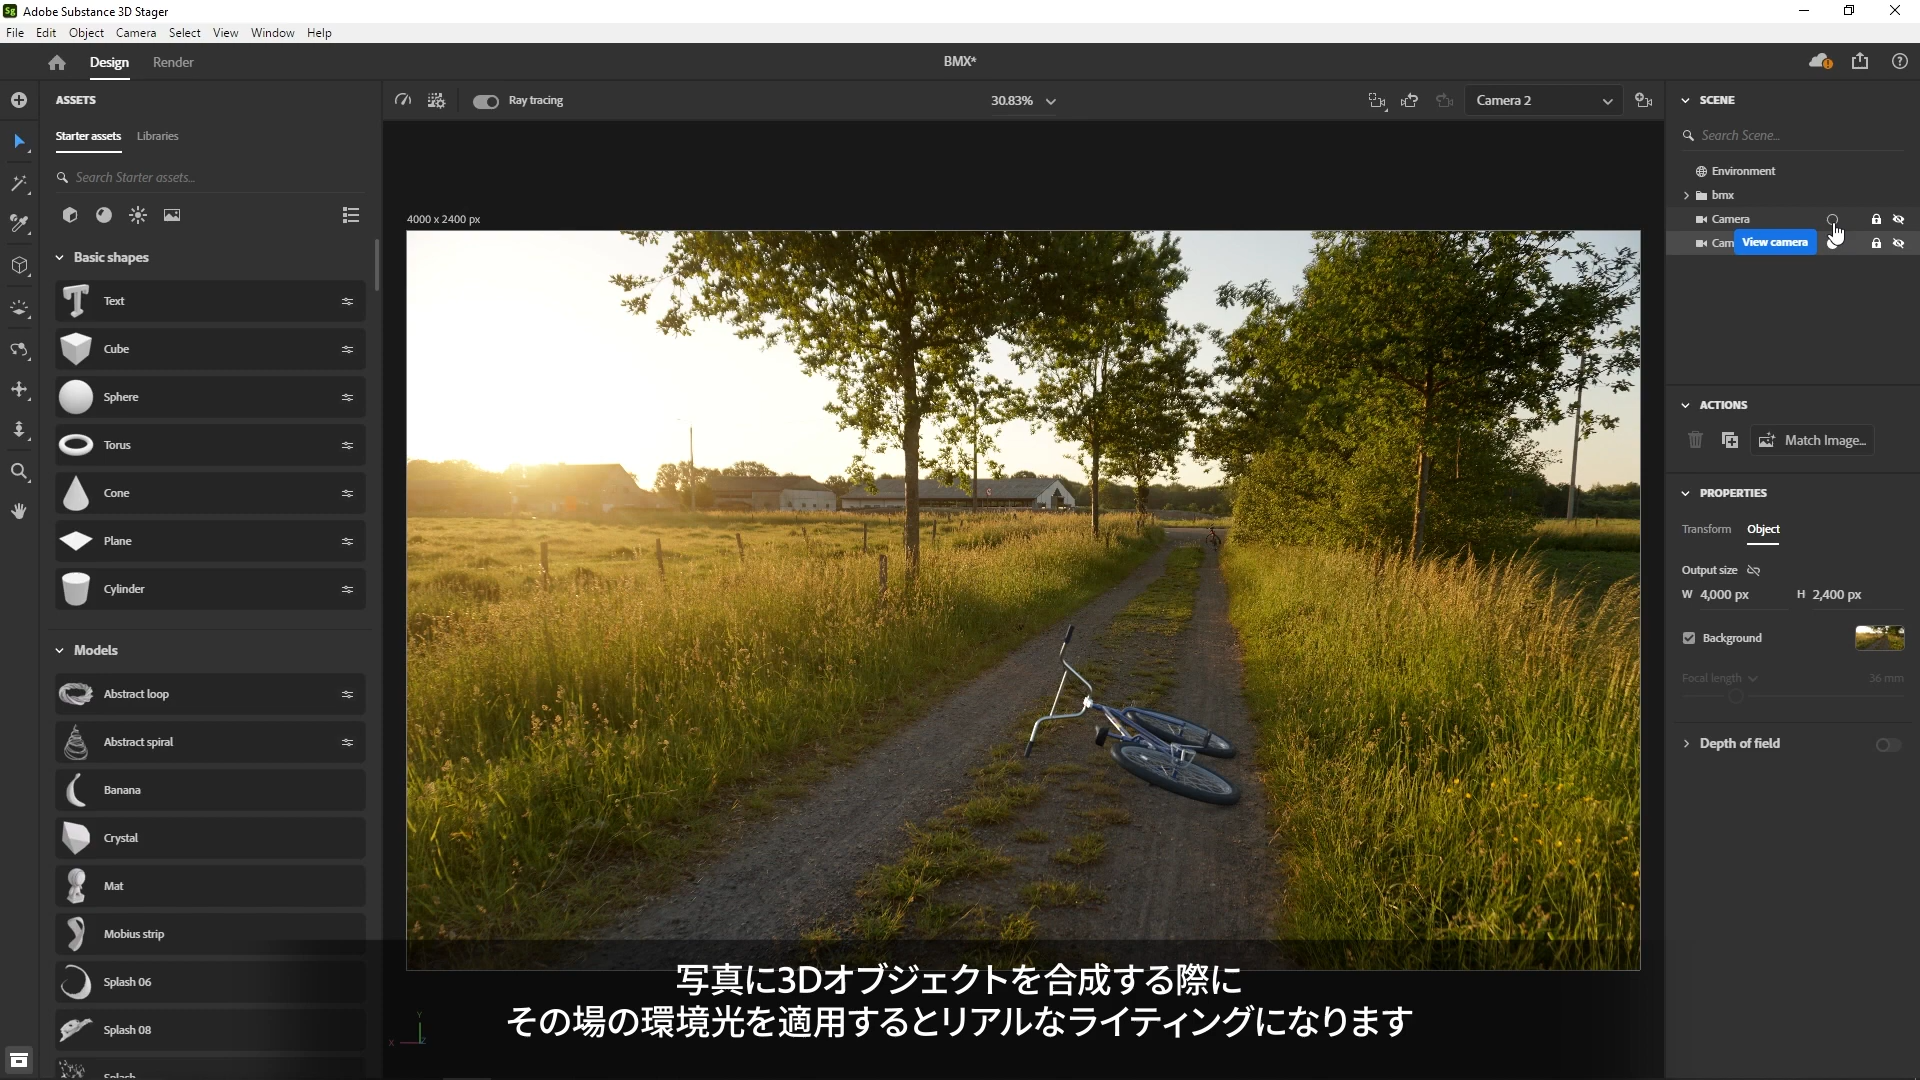 Adobe Substance 3D Stager
File Edit Object Camera Select View Window Help
Design Render
BMX*
ASSETS
Starter assets Libraries
Search Starter assets...
Basic shapes
Text
Cube
Sphere
Torus
Cone
Plane
Cylinder
Models
Abstract loop
Abstract spiral
Banana
Crystal
Mat
Mobius strip
Splash 06
Splash 08
Splash
Ray tracing
30.83%
Camera 2
4000 x 2400 px
SCENE
Search Scene...
Environment
bmx
Camera
Cam
View camera
ACTIONS
Match Image...
PROPERTIES
Transform Object
Output size
W 4,000 px H 2,400 px
Background
Focal length 36 mm
Depth of field
写真に3Dオブジェクトを合成する際に
その場の環境光を適用するとリアルなライティングになります